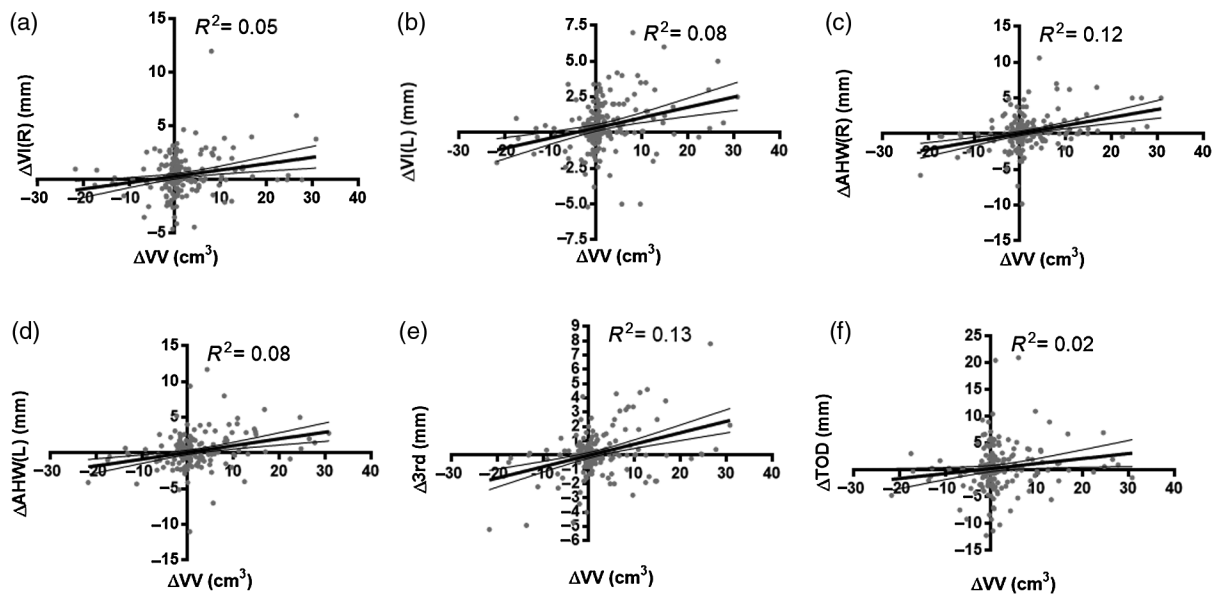 (a)
R² = 0.05
15
10
5
–5
–30 –20 –10 10 20 30 40
ΔVI(R) (mm)
ΔVV (cm³)
(b)
R² = 0.08
7.5
5.0
2.5
–2.5
–5.0
–7.5
–30 –20 –10 10 20 30 40
ΔVI(L) (mm)
ΔVV (cm³)
(c)
R² = 0.12
15
10
5
–5
–10
–15
–30 –20 –10 10 20 30 40
ΔAHW(R) (mm)
ΔVV (cm³)
(d)
R² = 0.08
15
10
5
–5
–10
–15
–30 –20 –10 10 20 30 40
ΔAHW(L) (mm)
ΔVV (cm³)
(e)
R² = 0.13
9
8
7
6
5
4
3
2
1
–1
–2
–3
–4
–5
–6
–30 –20 –10 10 20 30 40
Δ3rd (mm)
ΔVV (cm³)
(f)
R² = 0.02
25
20
15
10
5
–5
–10
–15
–30 –20 –10 10 20 30 40
ΔTOD (mm)
ΔVV (cm³)